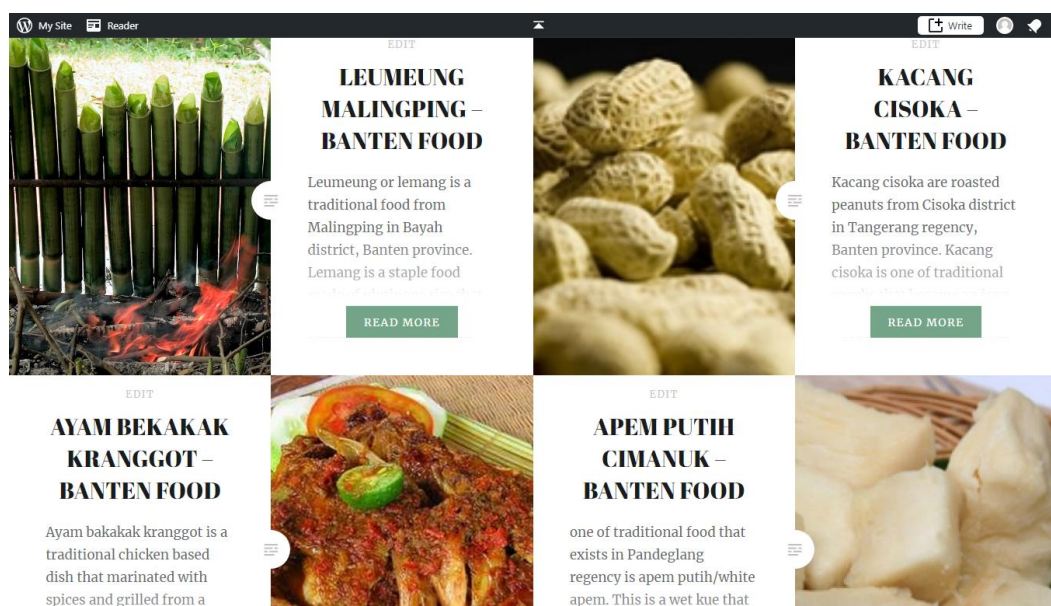 My Site Reader Write
EDIT
LEUMEUNG
MALINGPING –
BANTEN FOOD
Leumeung or lemang is a
traditional food from
Malingping in Bayah
district, Banten province.
Lemang is a staple food
READ MORE
EDIT
KACANG
CISOKA –
BANTEN FOOD
Kacang cisoka are roasted
peanuts from Cisoka district
in Tangerang regency,
Banten province. Kacang
cisoka is one of traditional
READ MORE
EDIT
AYAM BEKAKAK
KRANGGOT –
BANTEN FOOD
Ayam bakakak kranggot is a
traditional chicken based
dish that marinated with
spices and grilled from a
EDIT
APEM PUTIH
CIMANUK –
BANTEN FOOD
one of traditional food that
exists in Pandeglang
regency is apem putih/white
apem. This is a wet kue that